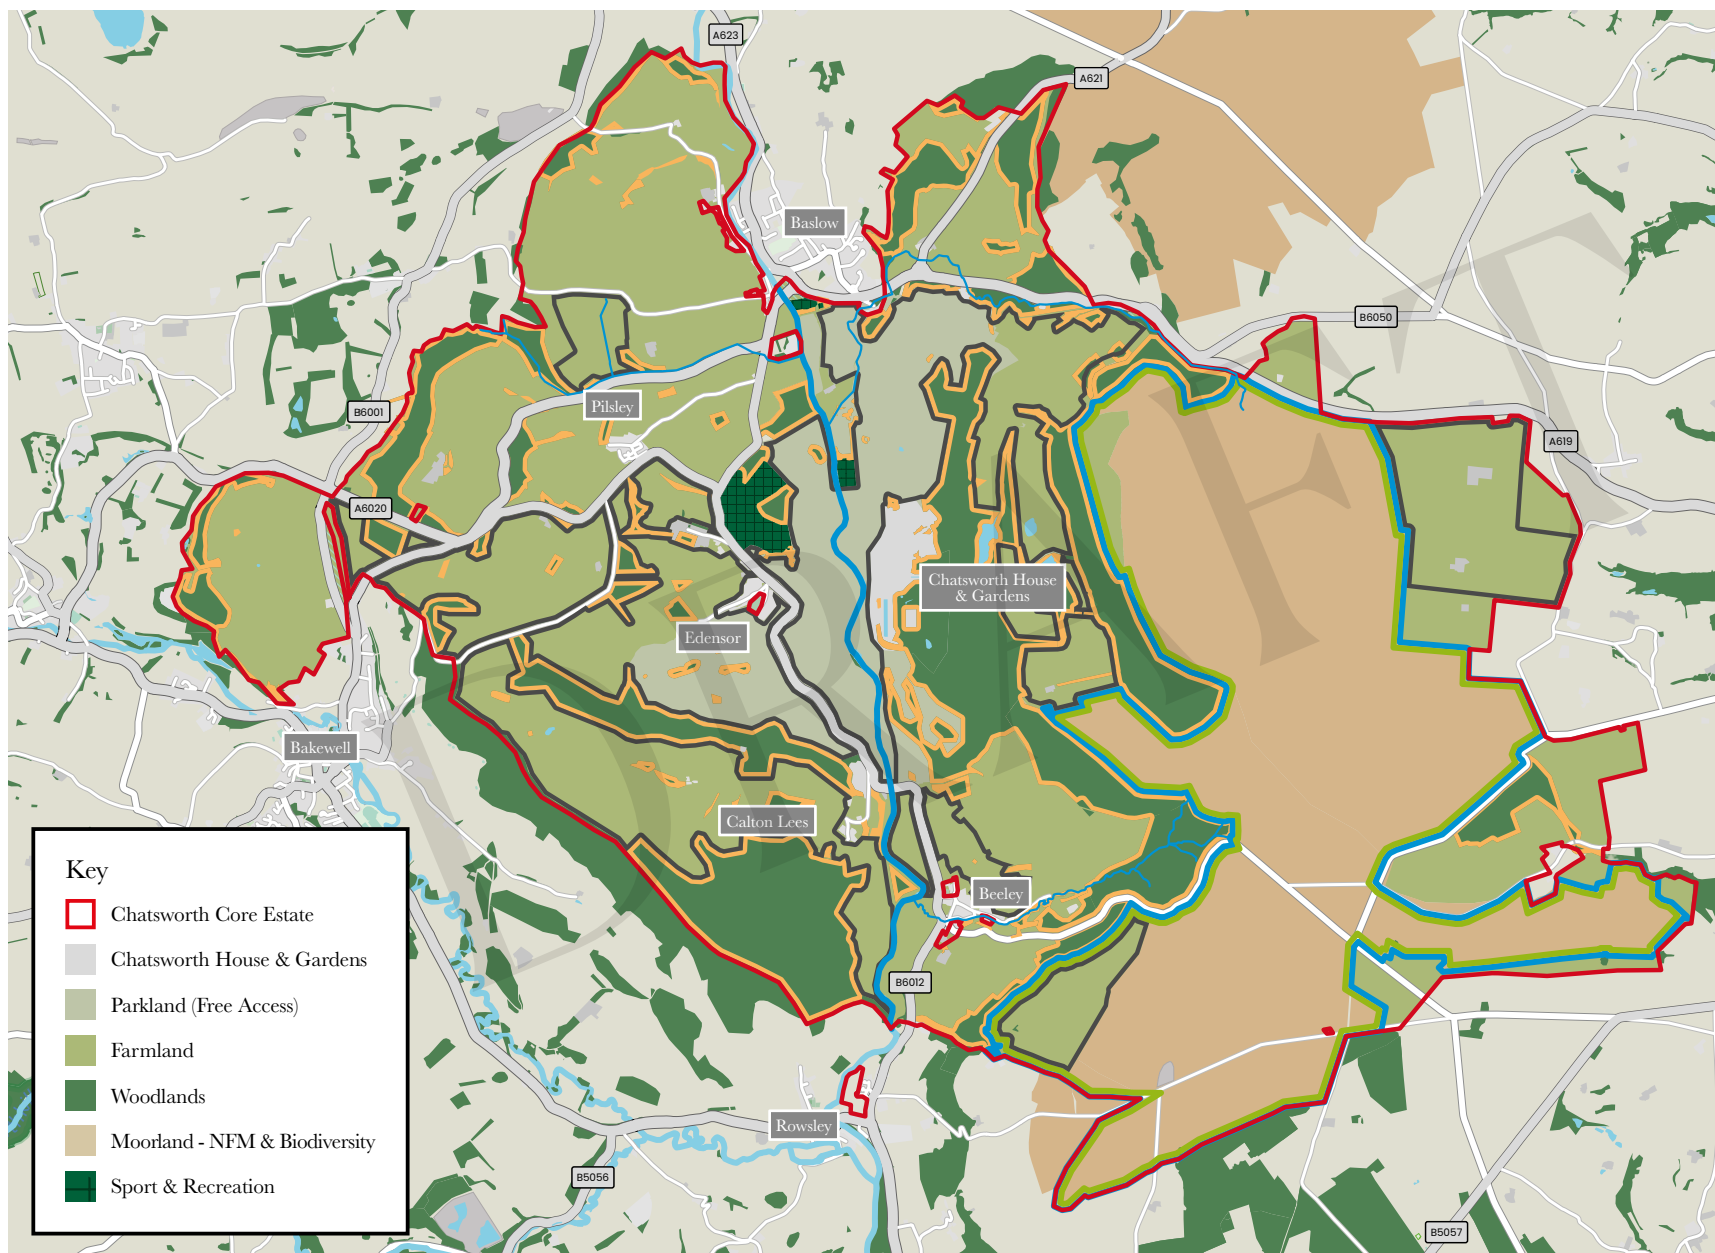 A623
A621
Baslow
B6050
Pilsley
B6001
A619
A6020
Chatsworth House
& Gardens
Edensor
Bakewell
Calton Lees
Beeley
B6012
Rowsley
B5056
B5057
DRAFT
Key
Chatsworth Core Estate
Chatsworth House & Gardens
Parkland (Free Access)
Farmland
Woodlands
Moorland - NFM & Biodiversity
Sport & Recreation